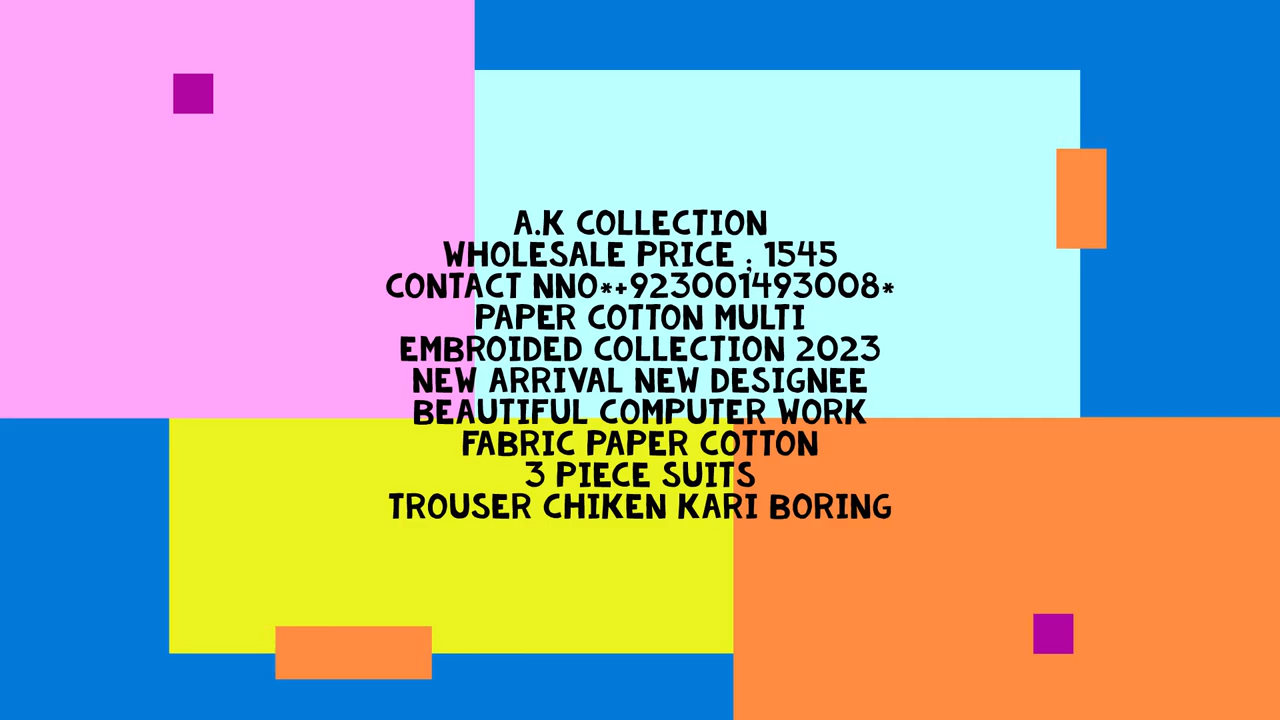 A.K COLLECTION
WHOLESALE PRICE : 1545
CONTACT NNO*+923001493008*
PAPER COTTON MULTI
EMBROIDED COLLECTION 2023
NEW ARRIVAL NEW DESIGNEE
BEAUTIFUL COMPUTER WORK
FABRIC PAPER COTTON
3 PIECE SUITS
TROUSER CHIKEN KARI BORING